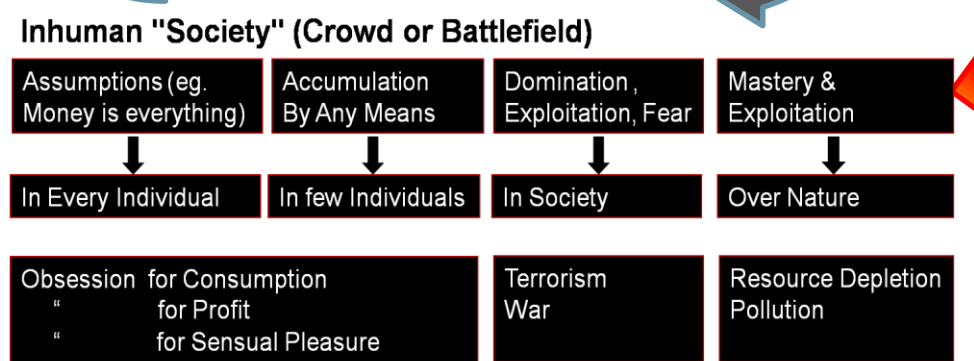 Inhuman "Society" (Crowd or Battlefield)
Assumptions (eg.
Money is everything)
Accumulation
By Any Means
Domination ,
Exploitation, Fear
Mastery &
Exploitation
In Every Individual
In few Individuals
In Society
Over Nature
Obsession for Consumption
“ for Profit
“ for Sensual Pleasure
Terrorism
War
Resource Depletion
Pollution